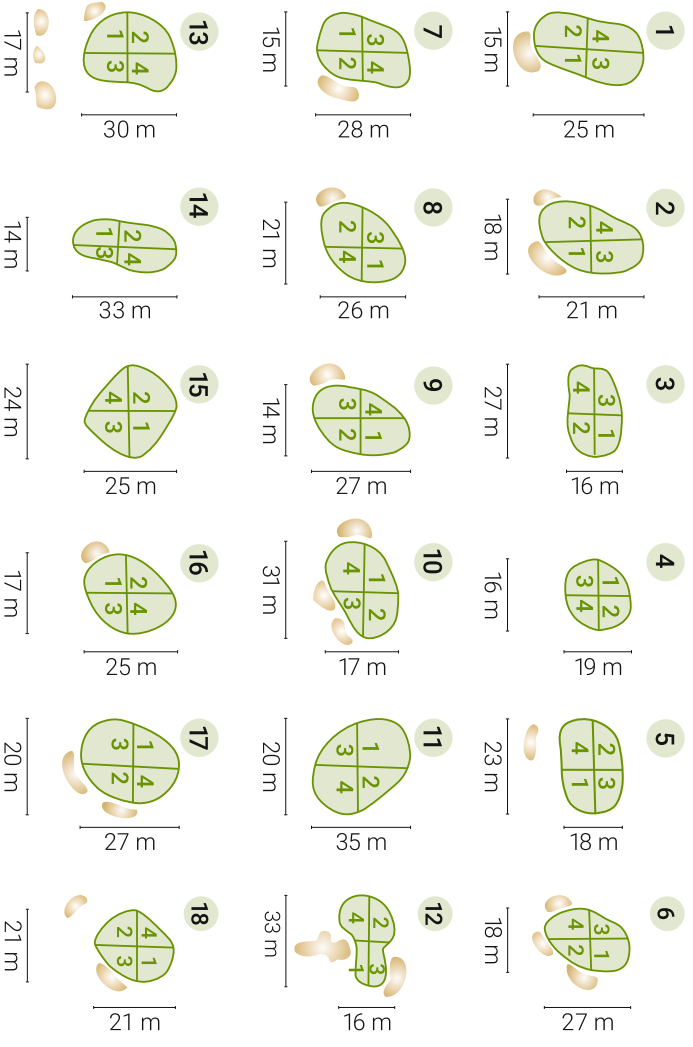 1
4 3
2 1
25 m
15 m
2
4 3
2 1
21 m
18 m
3
3 1
4 2
16 m
27 m
4
1 2
3 4
19 m
16 m
5
2 3
4 1
18 m
23 m
6
3 1
4 2
27 m
18 m
7
3 4
1 2
28 m
15 m
8
3 1
2 4
26 m
21 m
9
4 1
3 2
27 m
14 m
10
1 2
4 3
17 m
31 m
11
1 2
3 4
35 m
20 m
12
2 3
4 1
16 m
33 m
13
2 4
1 3
30 m
17 m
14
2 4
1 3
33 m
14 m
15
2 1
4 3
25 m
24 m
16
2 4
1 3
25 m
17 m
17
1 4
3 2
27 m
20 m
18
4 1
2 3
21 m
21 m